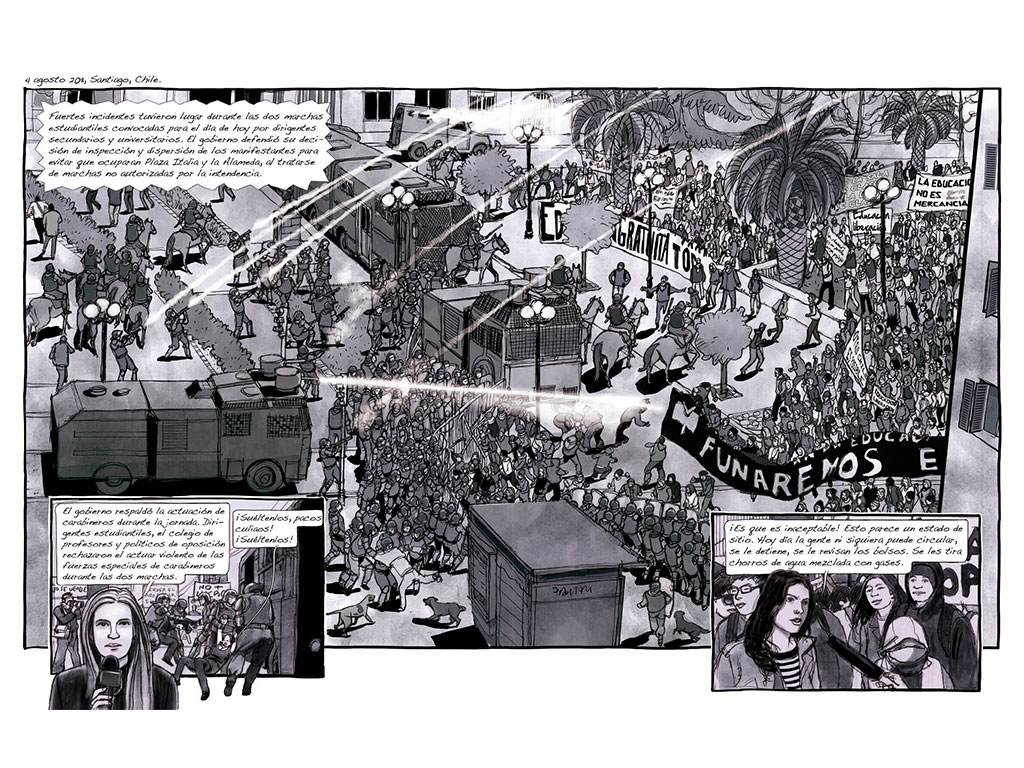 4 agosto 2011, Santiago, Chile.
Fuertes incidentes tuvieron lugar durante las dos marchas
estudiantiles convocadas para el día de hoy por dirigentes
secundarios y universitarios. El gobierno defendió su deci-
sión de inspección y dispersión de los manifestantes para
evitar que ocuparan Plaza Italia y la Alameda, al tratarse
de marchas no autorizadas por la intendencia.
LA EDUCACIO
NO ES
MERCANCIA
Educación
GRATUITA TO
EDUCAC
FUNAREMOS E
El gobierno respaldó la actuación de
carabineros durante la jornada. Diri-
gentes estudiantiles, el colegio de
profesores y políticos de oposición
rechazaron el actuar violento de las
fuerzas especiales de carabineros
durante las dos marchas.
¡Suéltenlos, pacos
culiaos!
¡Suéltenlos!
NO +
¡Es que es inaceptable! Esto parece un estado de
sitio. Hoy día la gente ni siquiera puede circular,
se le detiene, se le revisan los bolsos. Se les tira
chorros de agua mezclada con gases.